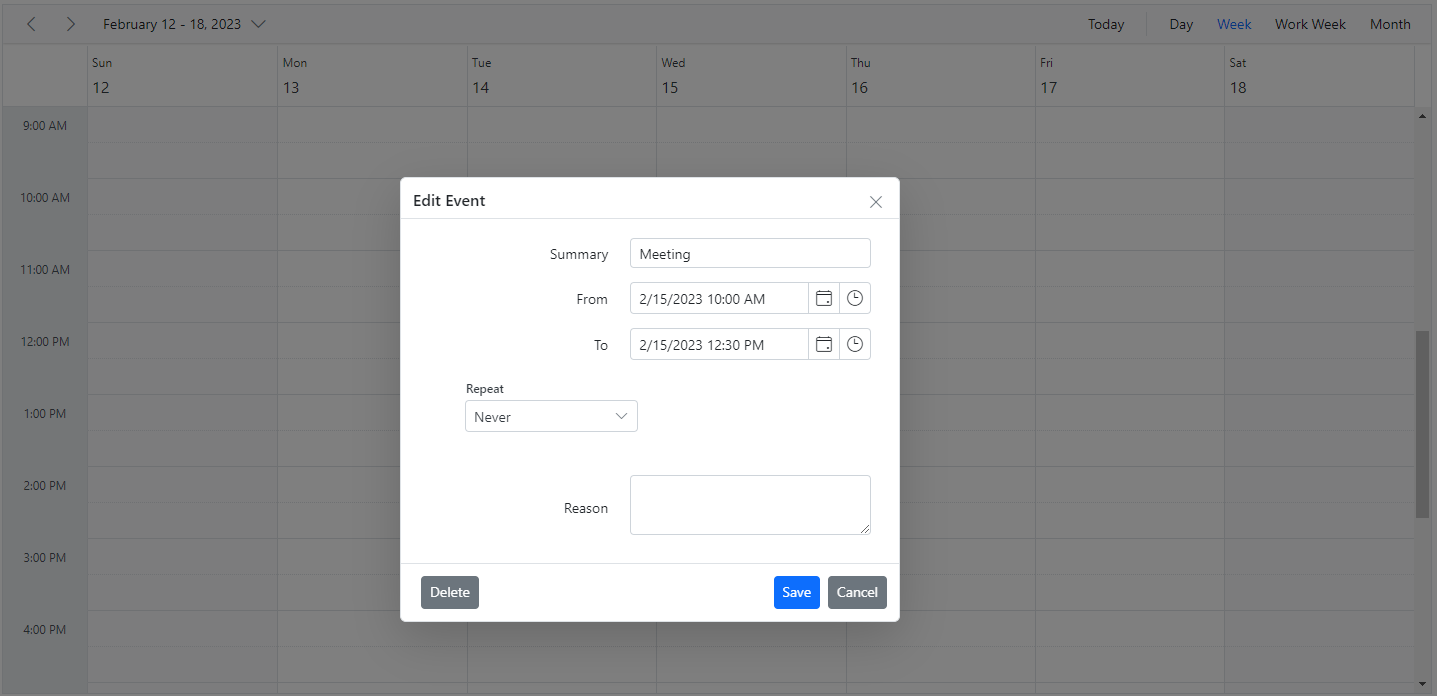 February 12 - 18, 2023 Today Day Week Work Week Month
Sun Mon Tue Wed Thu Fri Sat
12 13 14 15 16 17 18
9:00 AM
10:00 AM
11:00 AM
12:00 PM
1:00 PM
2:00 PM
3:00 PM
4:00 PM
Edit Event
Summary Meeting
From 2/15/2023 10:00 AM
To 2/15/2023 12:30 PM
Repeat
Never
Reason
Delete Save Cancel